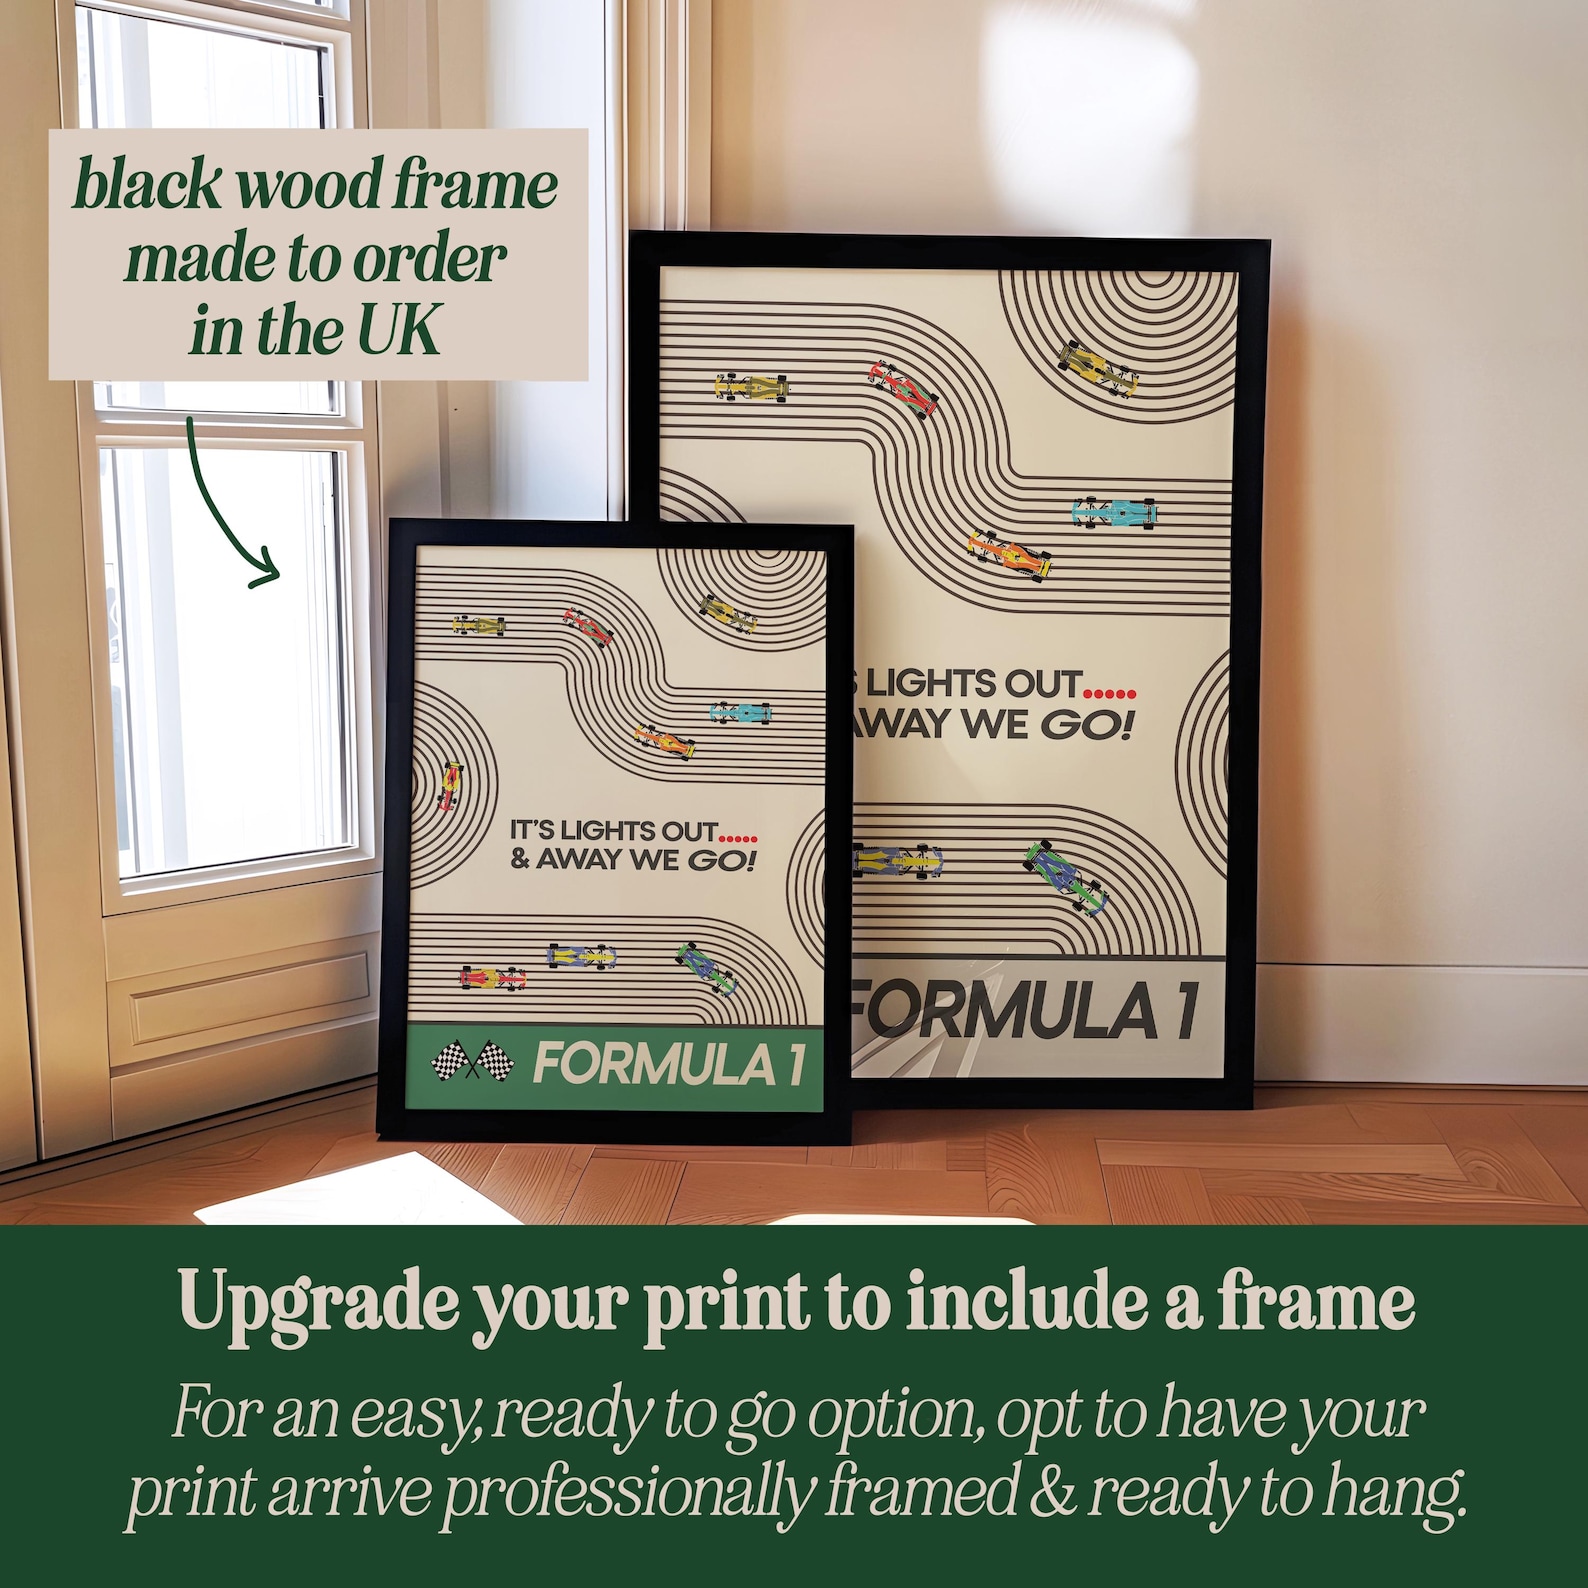 black wood frame
made to order
in the UK
LIGHTS OUT.....
AWAY WE GO!
IT'S LIGHTS OUT.....
& AWAY WE GO!
FORMULA 1
FORMULA 1
Upgrade your print to include a frame
For an easy, ready to go option, opt to have your
print arrive professionally framed & ready to hang.